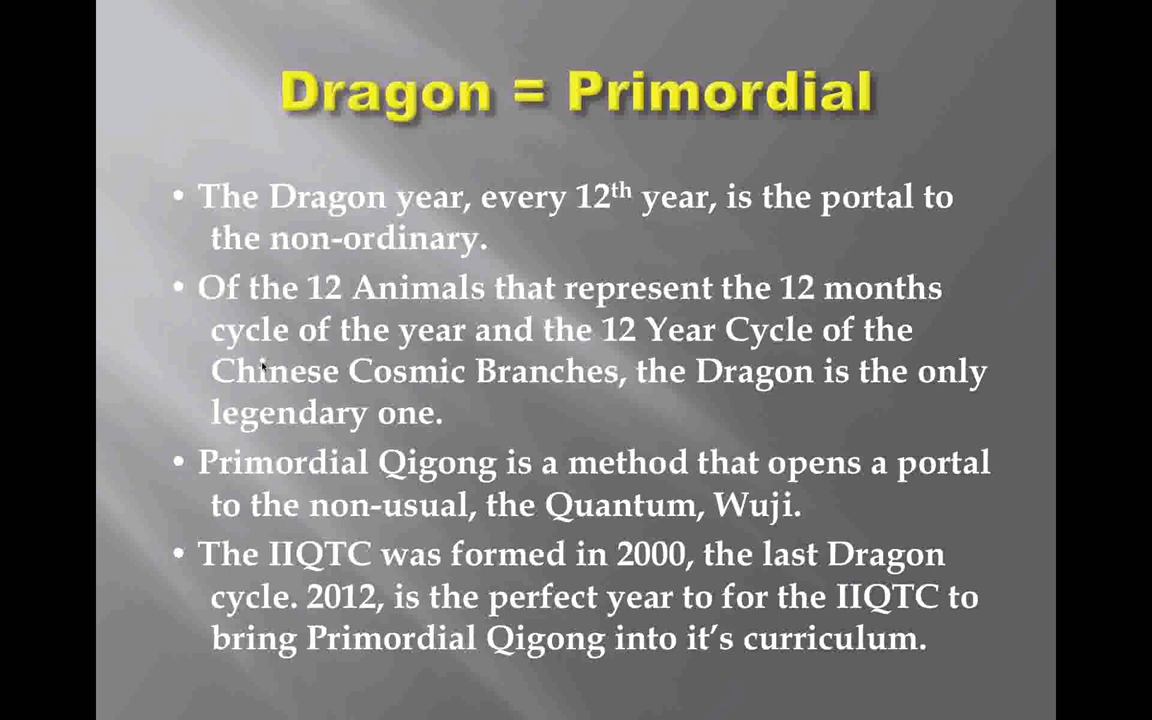 Dragon = Primordial
• The Dragon year, every 12th year, is the portal to
the non-ordinary.
• Of the 12 Animals that represent the 12 months
cycle of the year and the 12 Year Cycle of the
Chinese Cosmic Branches, the Dragon is the only
legendary one.
• Primordial Qigong is a method that opens a portal
to the non-usual, the Quantum, Wuji.
• The IIQTC was formed in 2000, the last Dragon
cycle. 2012, is the perfect year to for the IIQTC to
bring Primordial Qigong into it’s curriculum.